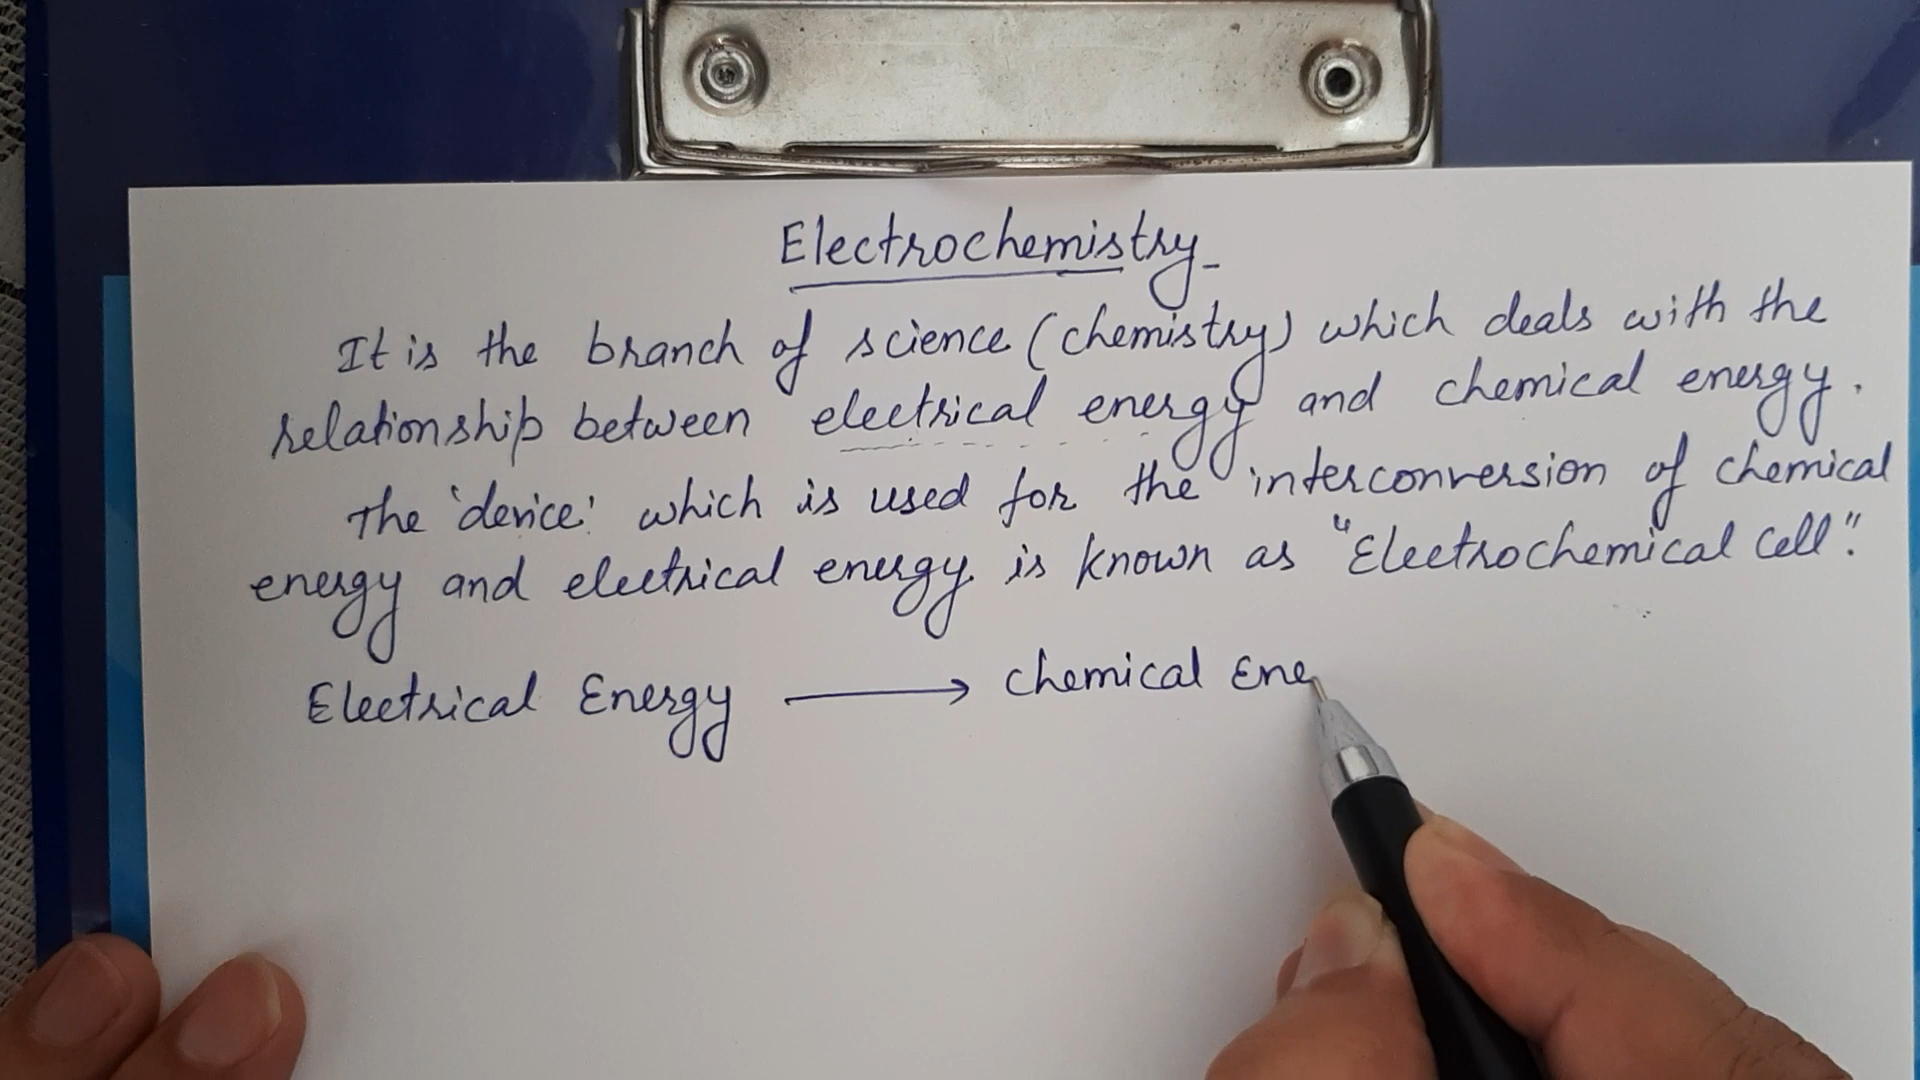 Electrochemistry
It is the branch of science (chemistry) which deals with the
relationship between electrical energy and chemical energy.
The 'device' which is used for the interconversion of chemical
energy and electrical energy is known as "Electrochemical Cell".
Electrical Energy → Chemical Ene